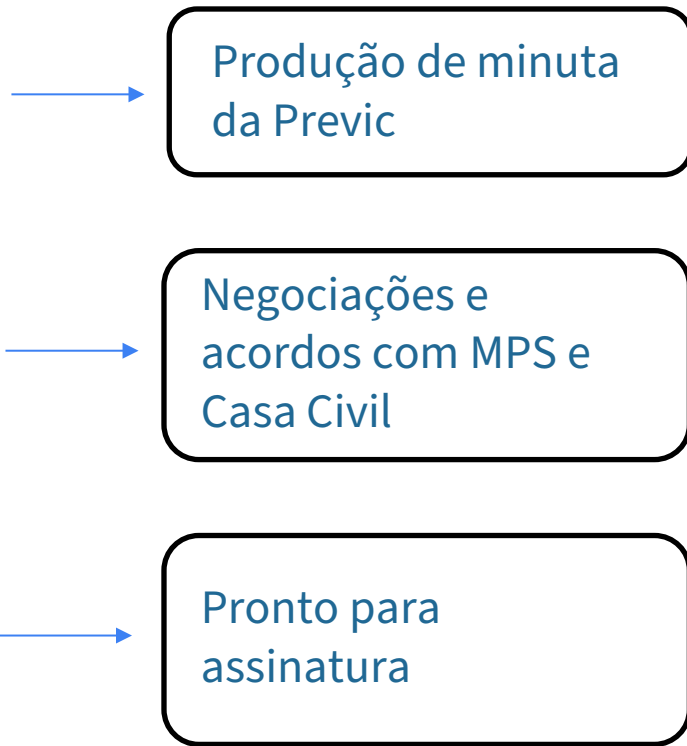 Produção de minuta
da Previc
Negociações e
acordos com MPS e
Casa Civil
Pronto para
assinatura